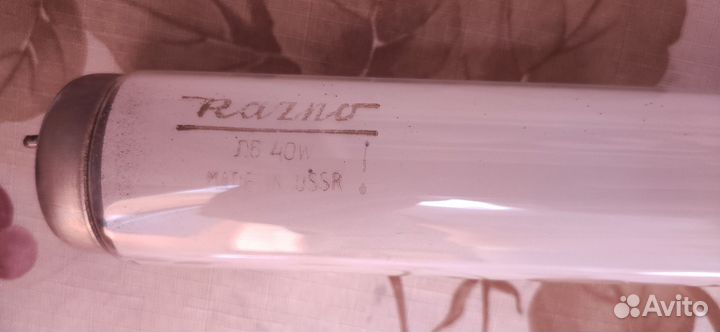 Razno
ЛБ 40W
MADE IN USSR
Avito